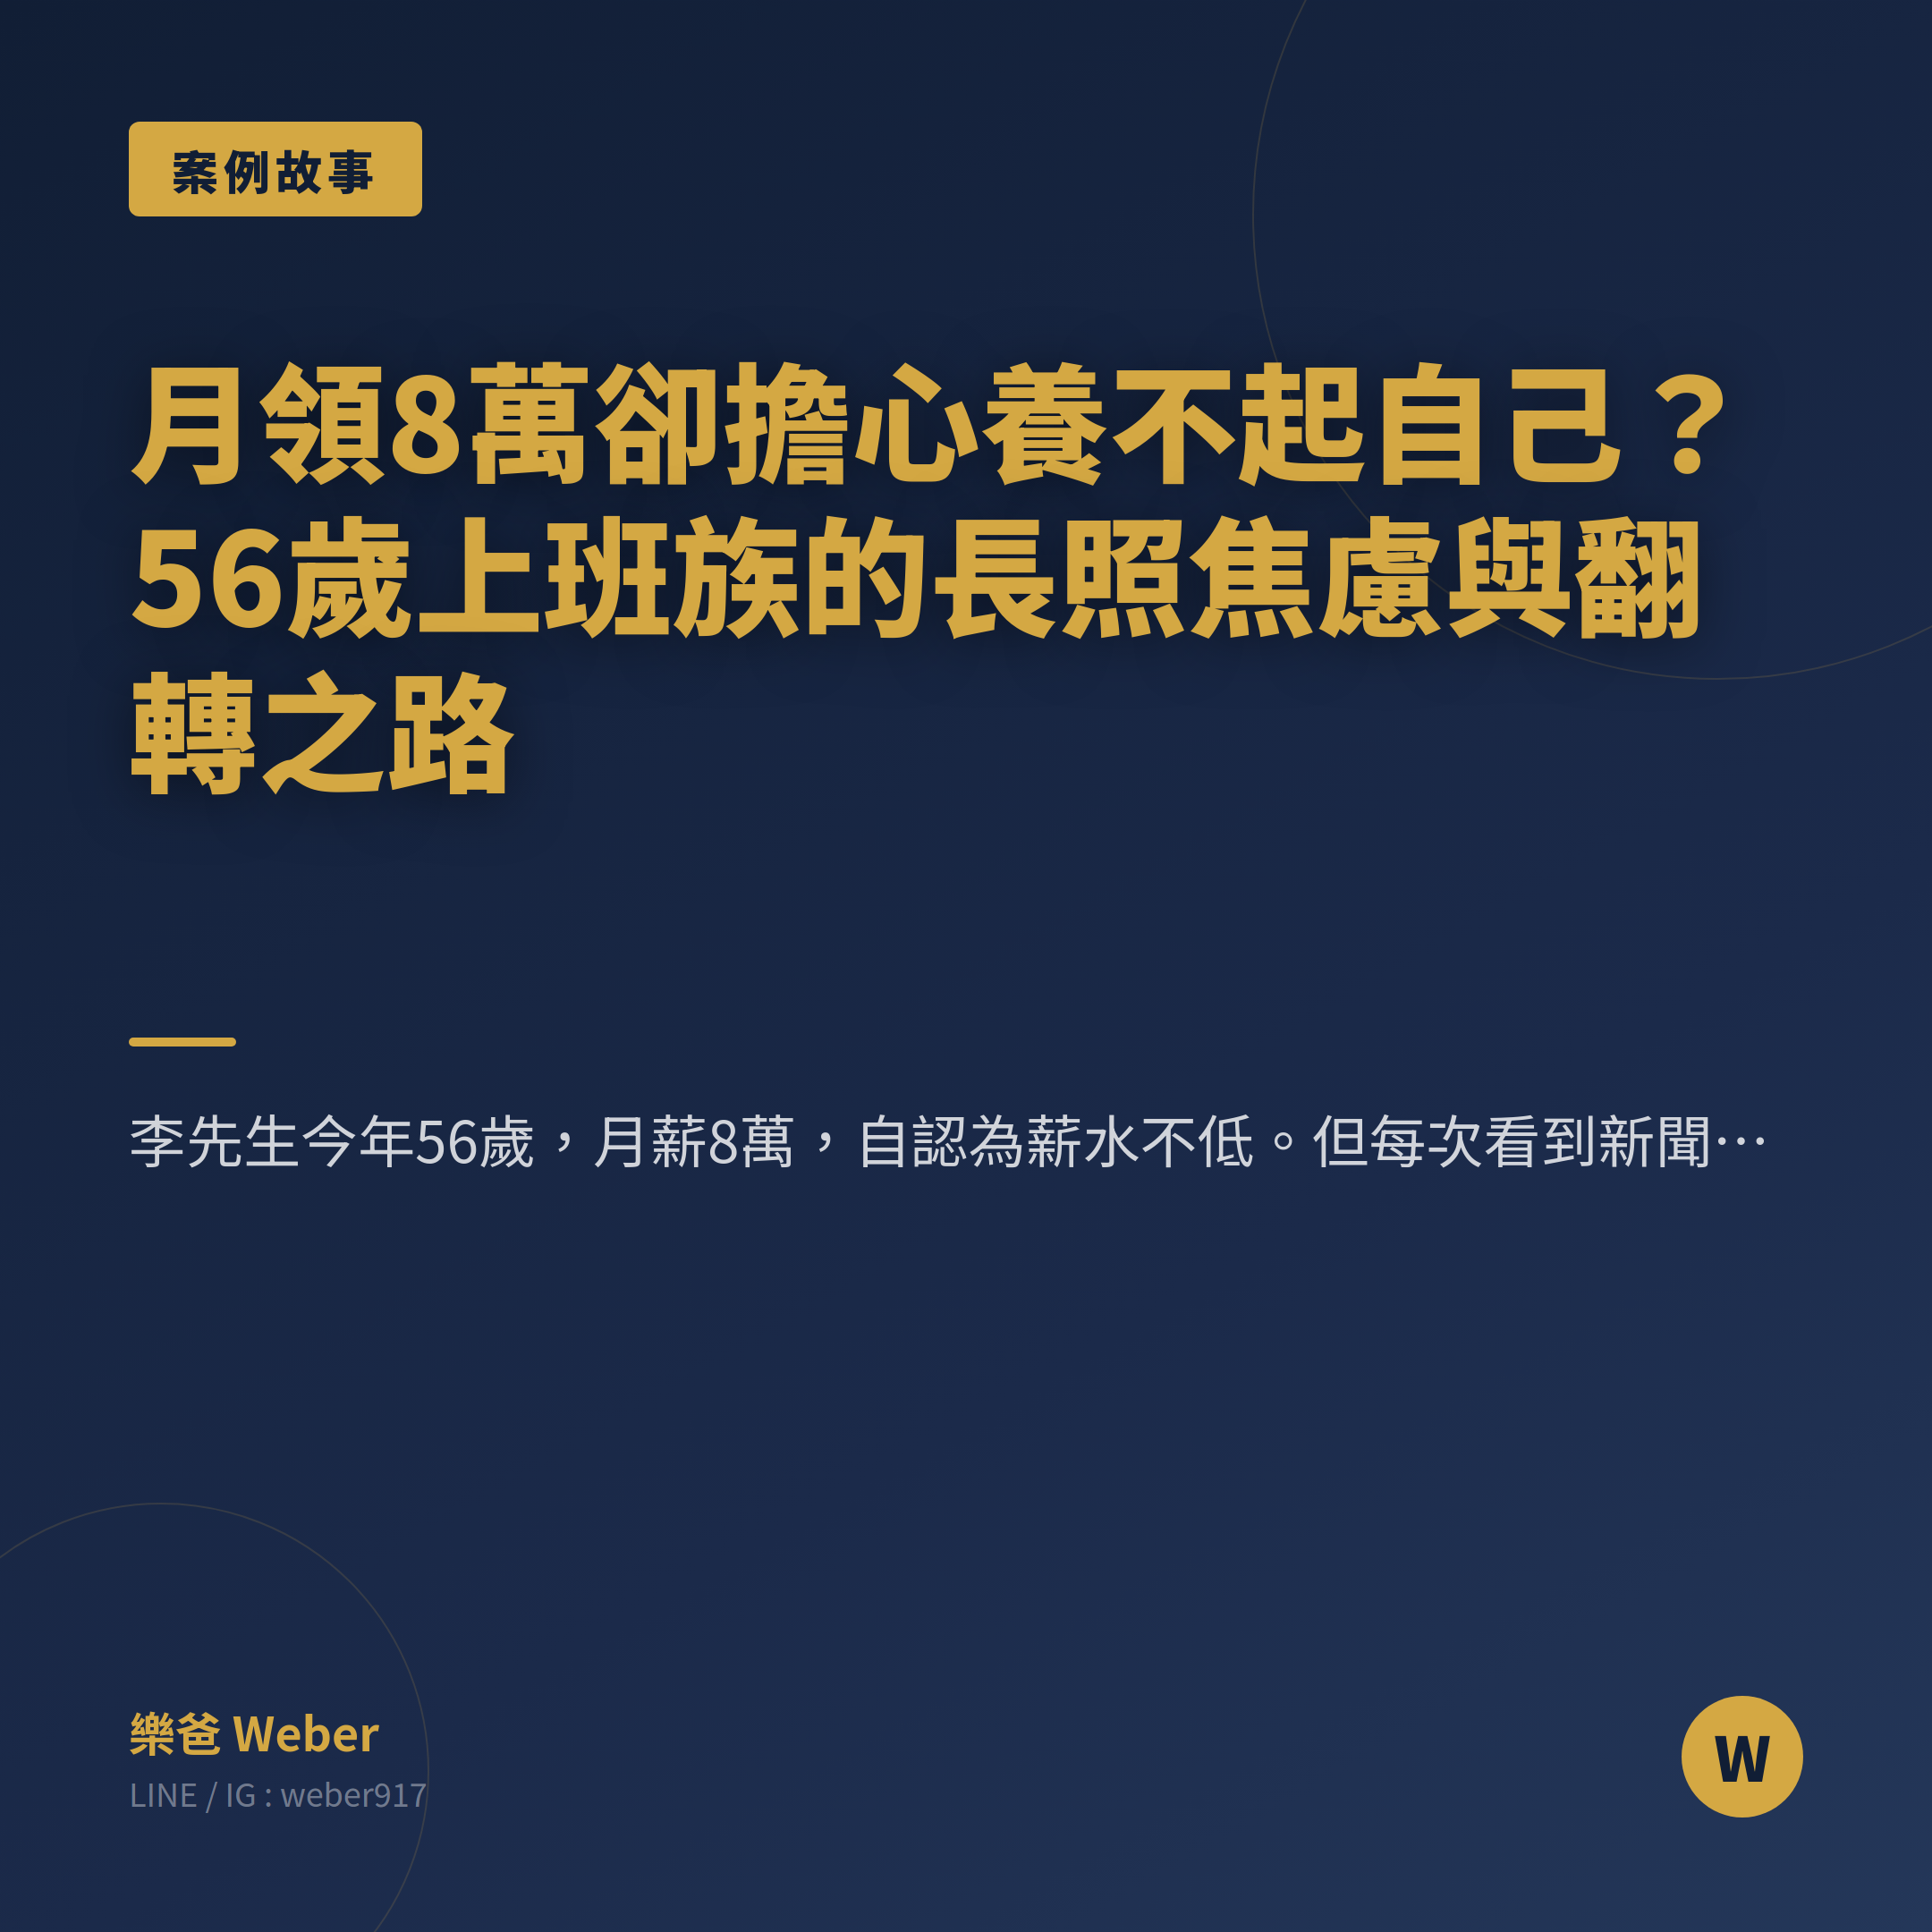 案例故事
月領8萬卻擔心養不起自己？
56歲上班族的長照焦慮與翻
轉之路
李先生今年56歲，月薪8萬，自認為薪水不低。但每次看到新聞⋯
樂爸 Weber
LINE / IG : weber917
W